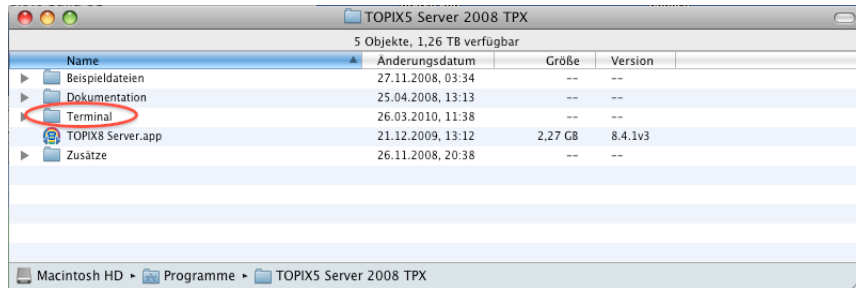 TOPIX5 Server 2008 TPX
5 Objekte, 1,26 TB verfügbar
Name Änderungsdatum Größe Version
Beispieldateien 27.11.2008, 03:34 -- --
Dokumentation 25.04.2008, 13:13 -- --
Terminal 26.03.2010, 11:38 -- --
TOPIX8 Server.app 21.12.2009, 13:12 2,27 GB 8.4.1v3
Zusätze 26.11.2008, 20:38 -- --
Macintosh HD ▸ Programme ▸ TOPIX5 Server 2008 TPX